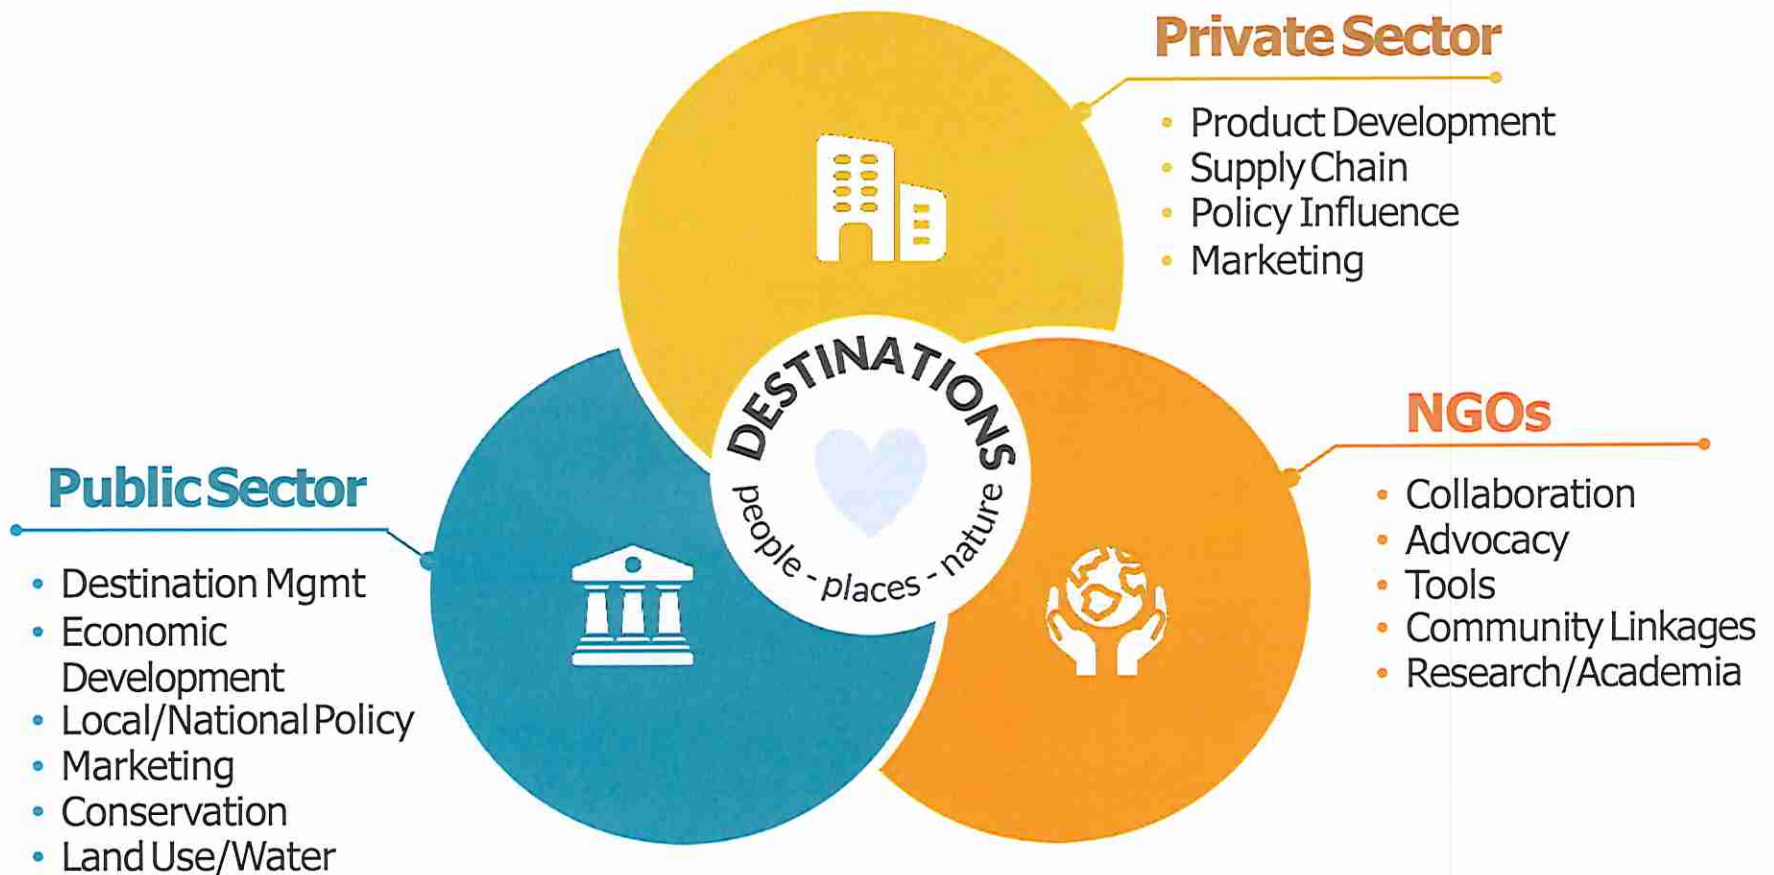 Private Sector
• Product Development
• Supply Chain
• Policy Influence
• Marketing
DESTINATIONS
people - places - nature
NGOs
• Collaboration
• Advocacy
• Tools
• Community Linkages
• Research/Academia
Public Sector
• Destination Mgmt
• Economic
Development
• Local/National Policy
• Marketing
• Conservation
• Land Use/Water